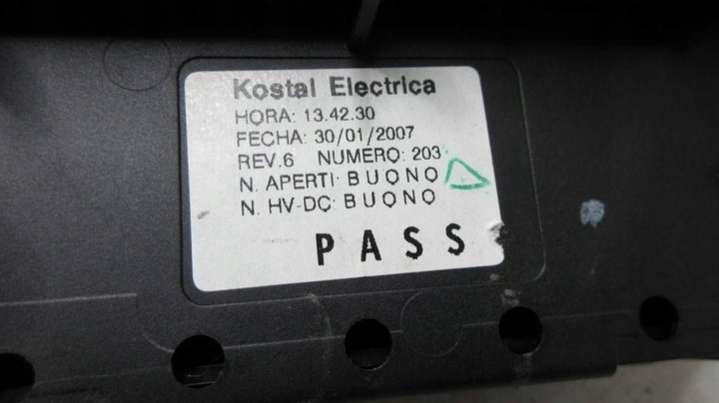 Kostal Electrica
HORA: 13.42.30
FECHA: 30/01/2007
REV.6 NUMERO: 203
N. APERTI: BUONO
N. HV-DC: BUONO
PASS